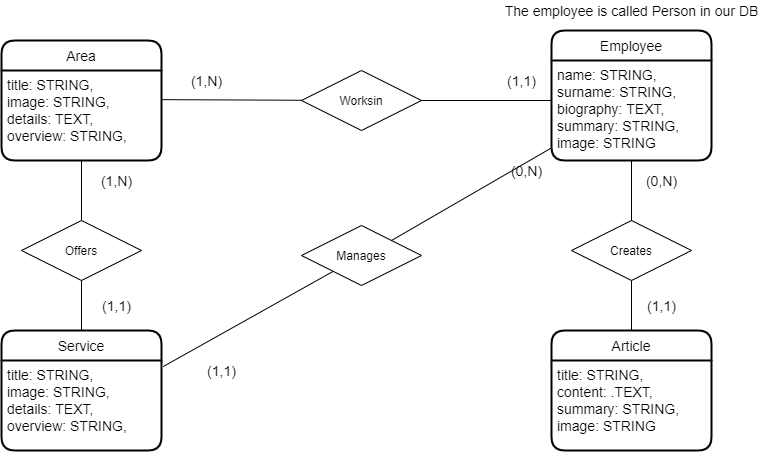 The employee is called Person in our DB
Area
title: STRING,
image: STRING,
details: TEXT,
overview: STRING,
(1,N)
Worksin
(1,1)
Employee
name: STRING,
surname: STRING,
biography: TEXT,
summary: STRING,
image: STRING
(1,N)
(0,N)
(0,N)
Offers
Manages
Creates
(1,1)
(1,1)
(1,1)
Service
title: STRING,
image: STRING,
details: TEXT,
overview: STRING,
Article
title: STRING,
content: .TEXT,
summary: STRING,
image: STRING